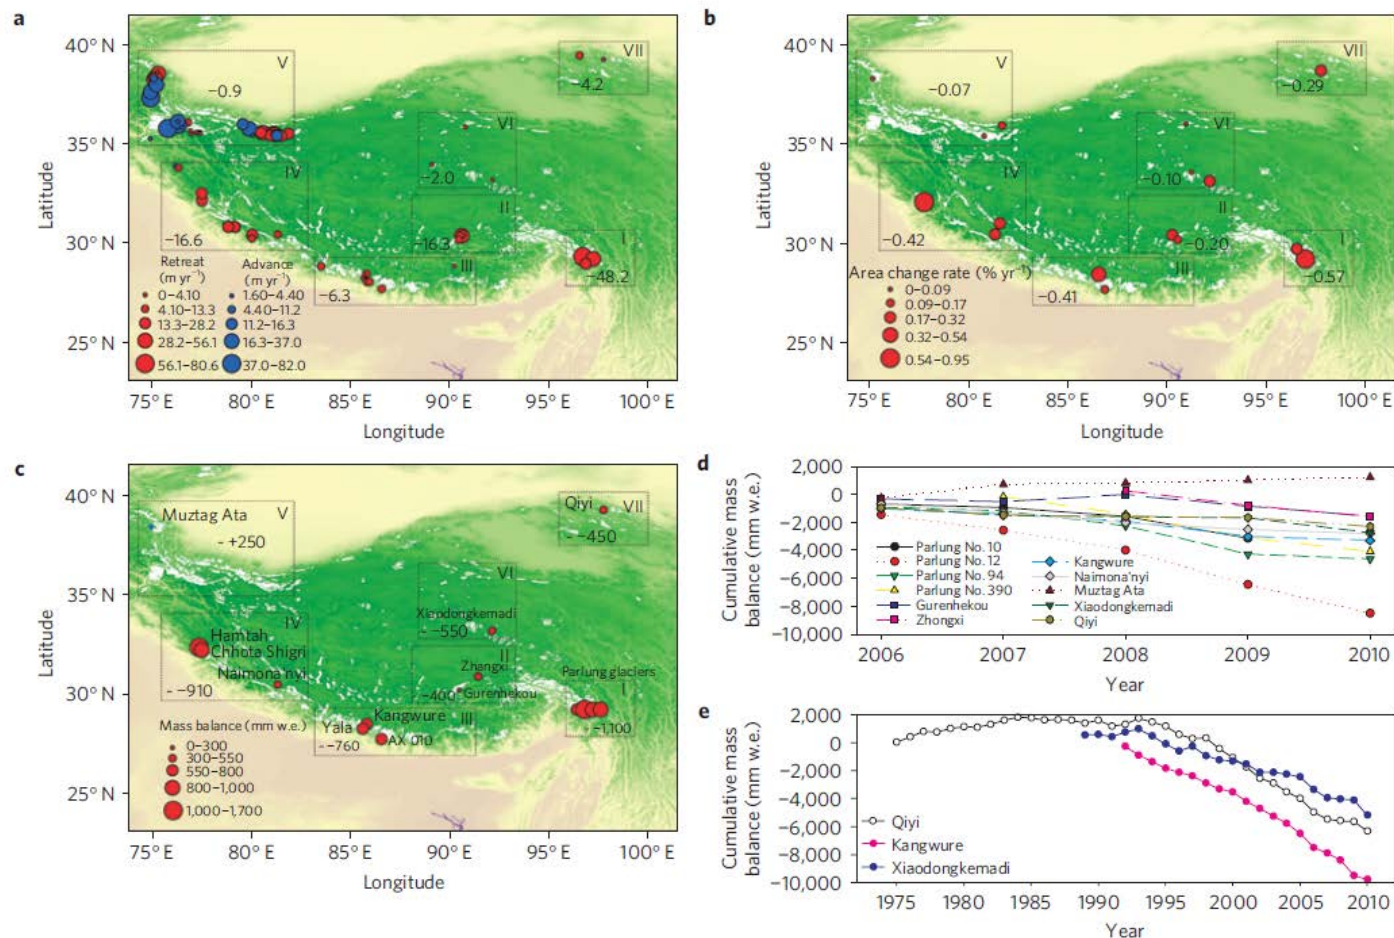 a
40° N
35° N
30° N
25° N
Latitude
75° E 80° E 85° E 90° E 95° E 100° E
Longitude
V
−0.9
VII
−4.2
VI
−2.0
IV
−16.6
II
−16.3
I
−48.2
III
−6.3
Retreat
(m yr⁻¹)
0−4.10
4.10−13.3
13.3−28.2
28.2−56.1
56.1−80.6
Advance
(m yr⁻¹)
1.60−4.40
4.40−11.2
11.2−16.3
16.3−37.0
37.0−82.0
b
40° N
35° N
30° N
25° N
Latitude
75° E 80° E 85° E 90° E 95° E 100° E
Longitude
V
−0.07
VII
−0.29
VI
−0.10
IV
−0.42
II
−0.20
I
−0.57
III
−0.41
Area change rate (% yr⁻¹)
0−0.09
0.09−0.17
0.17−0.32
0.32−0.54
0.54−0.95
c
40° N
35° N
30° N
25° N
Latitude
75° E 80° E 85° E 90° E 95° E 100° E
Longitude
Muztag Ata
V
- +250
Qiyi
VII
- −450
VI
Xiaodongkemadi
- −550
IV
Hamtah
Chhota Shigri
Naimona'nyi
- −910
II
Zhangxi
-−400
Gurenhekou
Parlung glaciers
I
-−1,100
III
Yala
Kangwure
- −760
AX 010
Mass balance (mm w.e.)
0−300
300−550
550−800
800−1,000
1,000−1,700
d
Cumulative mass
balance (mm w.e.)
2,000
0
−2,000
−4,000
−6,000
−8,000
−10,000
Parlung No. 10
Parlung No. 12
Parlung No. 94
Parlung No. 390
Gurenhekou
Zhongxi
Kangwure
Naimona'nyi
Muztag Ata
Xiaodongkemadi
Qiyi
2006 2007 2008 2009 2010
Year
e
Cumulative mass
balance (mm w.e.)
2,000
0
−2,000
−4,000
−6,000
−8,000
−10,000
Qiyi
Kangwure
Xiaodongkemadi
1975 1980 1985 1990 1995 2000 2005 2010
Year